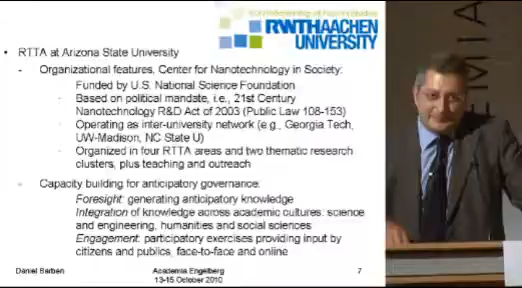 RWTHAACHEN
UNIVERSITY
• RTTA at Arizona State University
- Organizational features, Center for Nanotechnology in Society:
Funded by U.S. National Science Foundation
Based on political mandate, i.e., 21st Century
Nanotechnology R&D Act of 2003 (Public Law 108-153)
Operating as inter-university network (e.g., Georgia Tech,
UW-Madison, NC State U)
Organized in four RTTA areas and two thematic research
clusters, plus teaching and outreach
- Capacity building for anticipatory governance:
Foresight: generating anticipatory knowledge
Integration of knowledge across academic cultures: science
and engineering, humanities and social sciences
Engagement: participatory exercises providing input by
citizens and publics, face-to-face and online
Daniel Barben Academia Engelberg 7
13-15 October 2010
EMIA